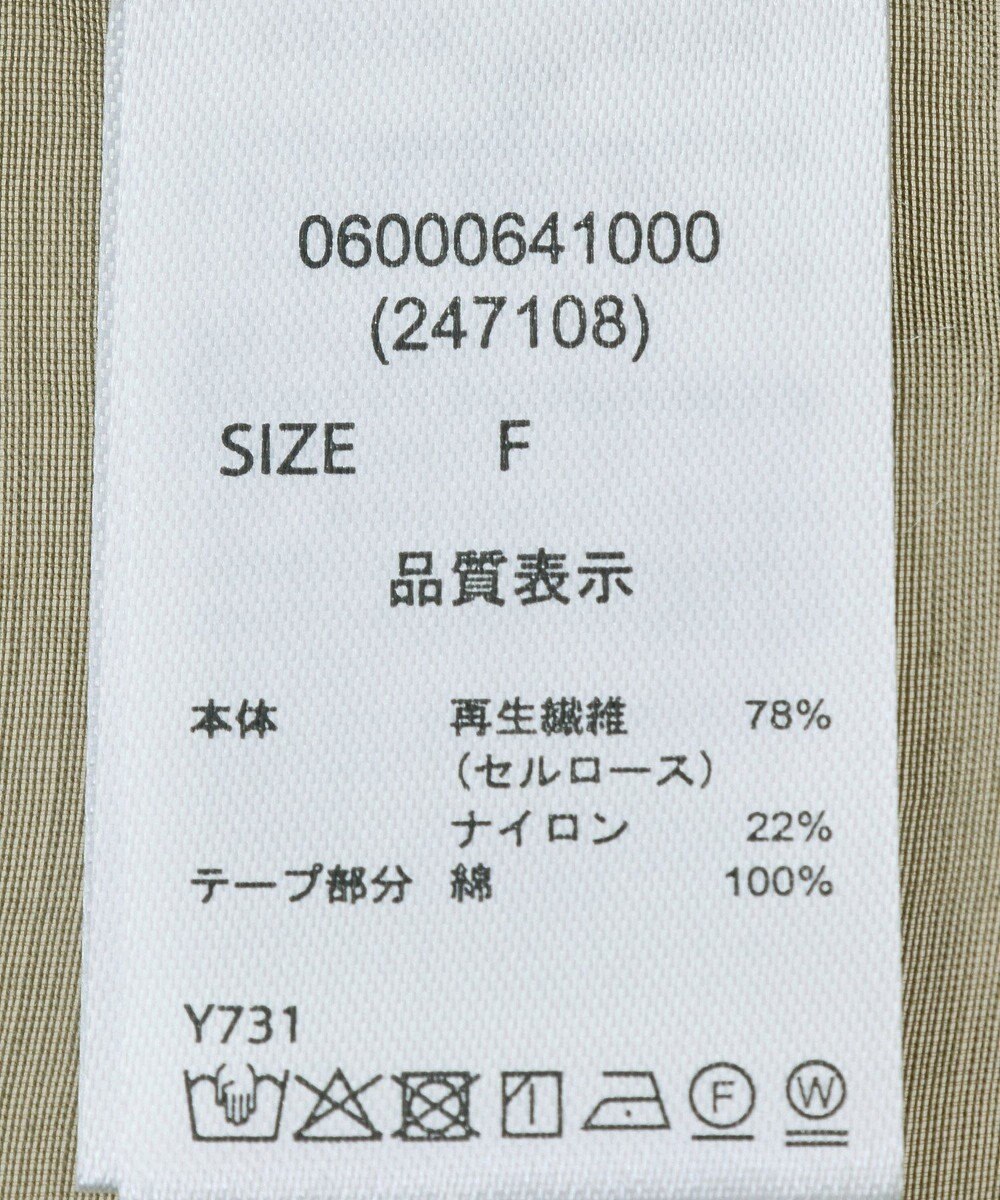 06000641000
(247108)
SIZE F
品質表示
本体 再生繊維 78%
(セルロース)
ナイロン 22%
テープ部分 綿 100%
Y731
F W